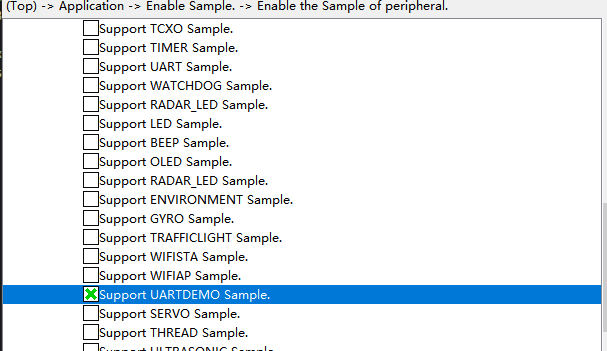 (Top) -> Application -> Enable Sample. -> Enable the Sample of peripheral.
Support TCXO Sample.
Support TIMER Sample.
Support UART Sample.
Support WATCHDOG Sample.
Support RADAR_LED Sample.
Support LED Sample.
Support BEEP Sample.
Support OLED Sample.
Support RADAR_LED Sample.
Support ENVIRONMENT Sample.
Support GYRO Sample.
Support TRAFFICLIGHT Sample.
Support WIFISTA Sample.
Support WIFIAP Sample.
Support UARTDEMO Sample.
Support SERVO Sample.
Support THREAD Sample.
Support ULTRASONIC Sample.